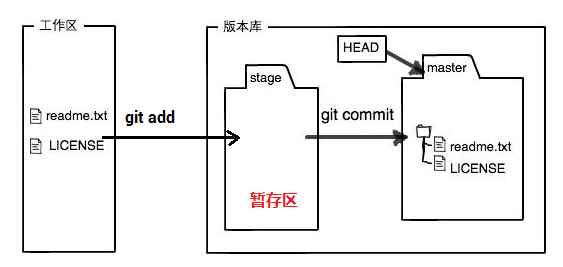 工作区
readme.txt
LICENSE
git add
版本库
stage
暂存区
git commit
HEAD
master
readme.txt
LICENSE